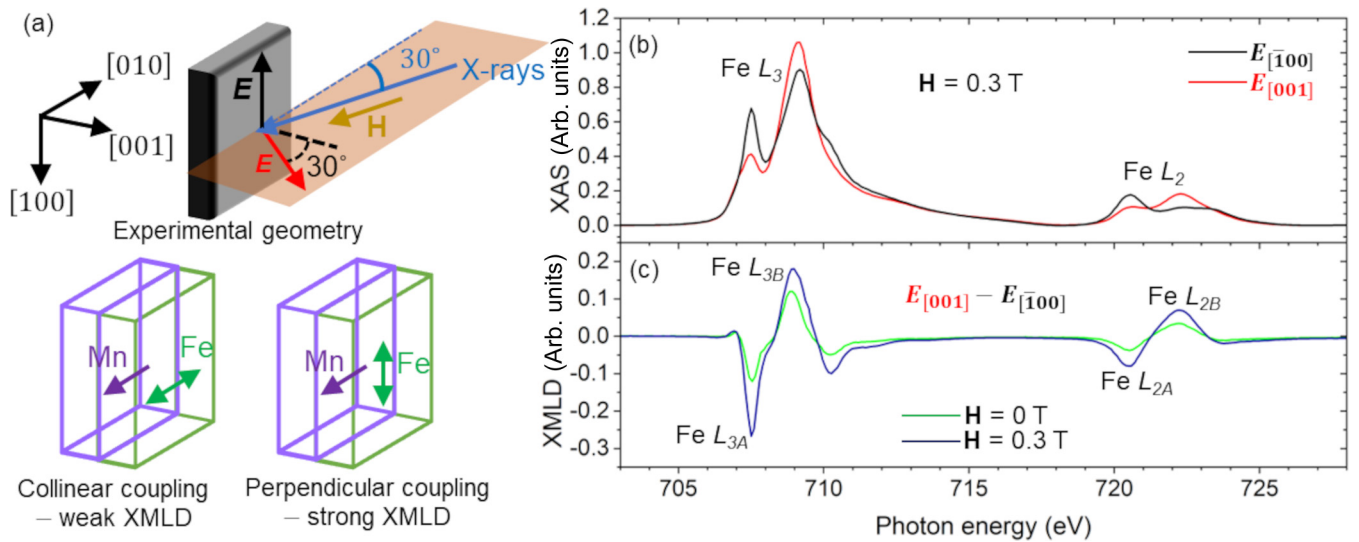 (a)
[010]
[001]
[100]
E
30°
X-rays
H
E
30°
Experimental geometry
Mn
Fe
Mn
Fe
Collinear coupling
– weak XMLD
Perpendicular coupling
– strong XMLD
(b)
1.2
1.0
0.8
0.6
0.4
0.2
0.0
XAS (Arb. units)
Fe L₃
H = 0.3 T
E[1̄00]
E[001]
Fe L₂
(c)
0.2
0.1
0.0
-0.1
-0.2
-0.3
XMLD (Arb. units)
Fe L3B
E[001] – E[1̄00]
Fe L2B
Fe L3A
Fe L2A
H = 0 T
H = 0.3 T
705 710 715 720 725
Photon energy (eV)